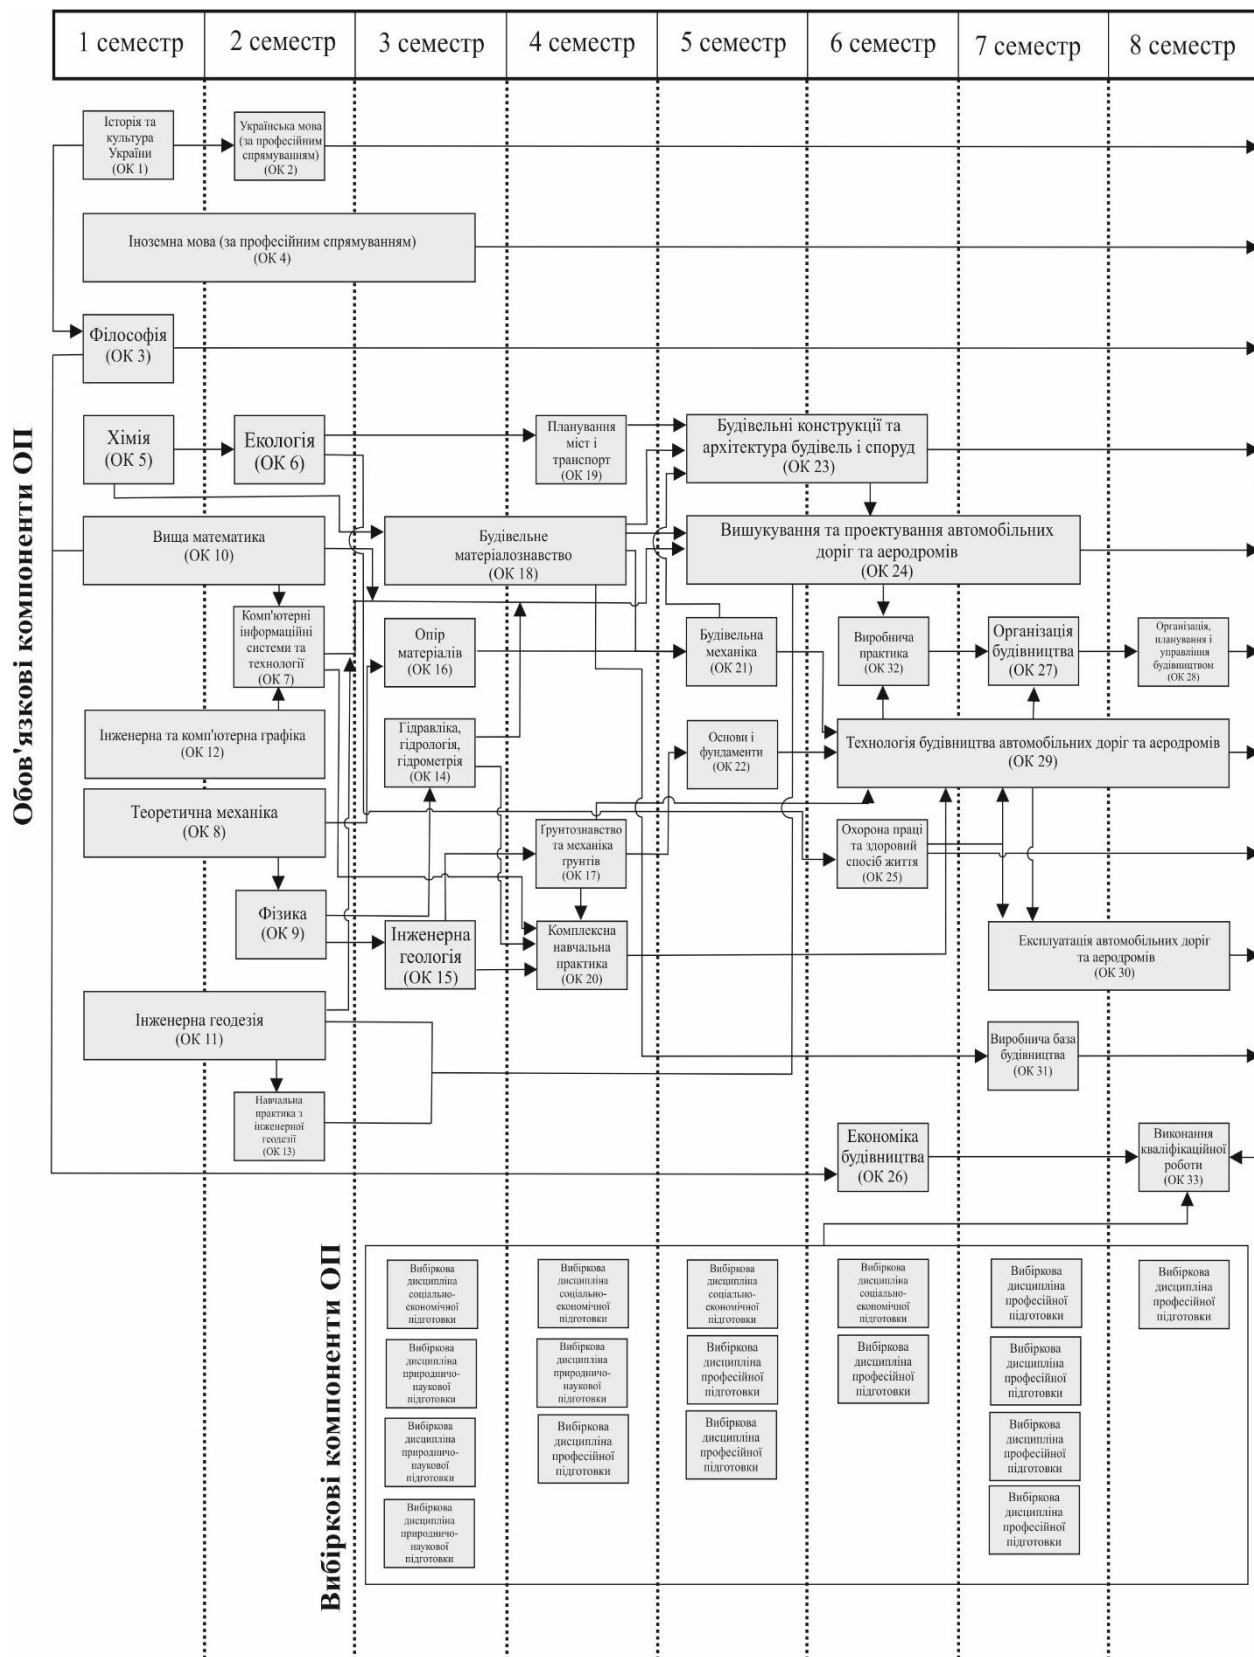 1 семестр
2 семестр
3 семестр
4 семестр
5 семестр
6 семестр
7 семестр
8 семестр
Обов'язкові компоненти ОП
Історія та
культура
України
(ОК 1)
Українська мова
(за професійним
спрямуванням)
(ОК 2)
Іноземна мова (за професійним спрямуванням)
(ОК 4)
Філософія
(ОК 3)
Хімія
(ОК 5)
Екологія
(ОК 6)
Планування
міст і
транспорт
(ОК 19)
Будівельні конструкції та
архітектура будівель і споруд
(ОК 23)
Вища математика
(ОК 10)
Будівельне
матеріалознавство
(ОК 18)
Вишукування та проектування автомобільних
доріг та аеродромів
(ОК 24)
Комп'ютерні
інформаційні
системи та
технології
(ОК 7)
Опір
матеріалів
(ОК 16)
Будівельна
механіка
(ОК 21)
Виробнича
практика
(ОК 32)
Організація
будівництва
(ОК 27)
Організація,
планування і
управління
будівництвом
(ОК 28)
Інженерна та комп'ютерна графіка
(ОК 12)
Гідравліка,
гідрологія,
гідрометрія
(ОК 14)
Основи і
фундаменти
(ОК 22)
Технологія будівництва автомобільних доріг та аеродромів
(ОК 29)
Теоретична механіка
(ОК 8)
Ґрунтознавство
та механіка
ґрунтів
(ОК 17)
Охорона праці
та здоровий
спосіб життя
(ОК 25)
Фізика
(ОК 9)
Інженерна
геологія
(ОК 15)
Комплексна
навчальна
практика
(ОК 20)
Експлуатація автомобільних доріг
та аеродромів
(ОК 30)
Інженерна геодезія
(ОК 11)
Виробнича база
будівництва
(ОК 31)
Навчальна
практика з
інженерної
геодезії
(ОК 13)
Економіка
будівництва
(ОК 26)
Виконання
кваліфікаційної
роботи
(ОК 33)
Вибіркові компоненти ОП
Вибіркова
дисципліна
соціально-
економічної
підготовки
Вибіркова
дисципліна
соціально-
економічної
підготовки
Вибіркова
дисципліна
соціально-
економічної
підготовки
Вибіркова
дисципліна
соціально-
економічної
підготовки
Вибіркова
дисципліна
професійної
підготовки
Вибіркова
дисципліна
професійної
підготовки
Вибіркова
дисципліна
природничо-
наукової
підготовки
Вибіркова
дисципліна
природничо-
наукової
підготовки
Вибіркова
дисципліна
професійної
підготовки
Вибіркова
дисципліна
професійної
підготовки
Вибіркова
дисципліна
професійної
підготовки
Вибіркова
дисципліна
природничо-
наукової
підготовки
Вибіркова
дисципліна
професійної
підготовки
Вибіркова
дисципліна
професійної
підготовки
Вибіркова
дисципліна
професійної
підготовки
Вибіркова
дисципліна
природничо-
наукової
підготовки
Вибіркова
дисципліна
професійної
підготовки